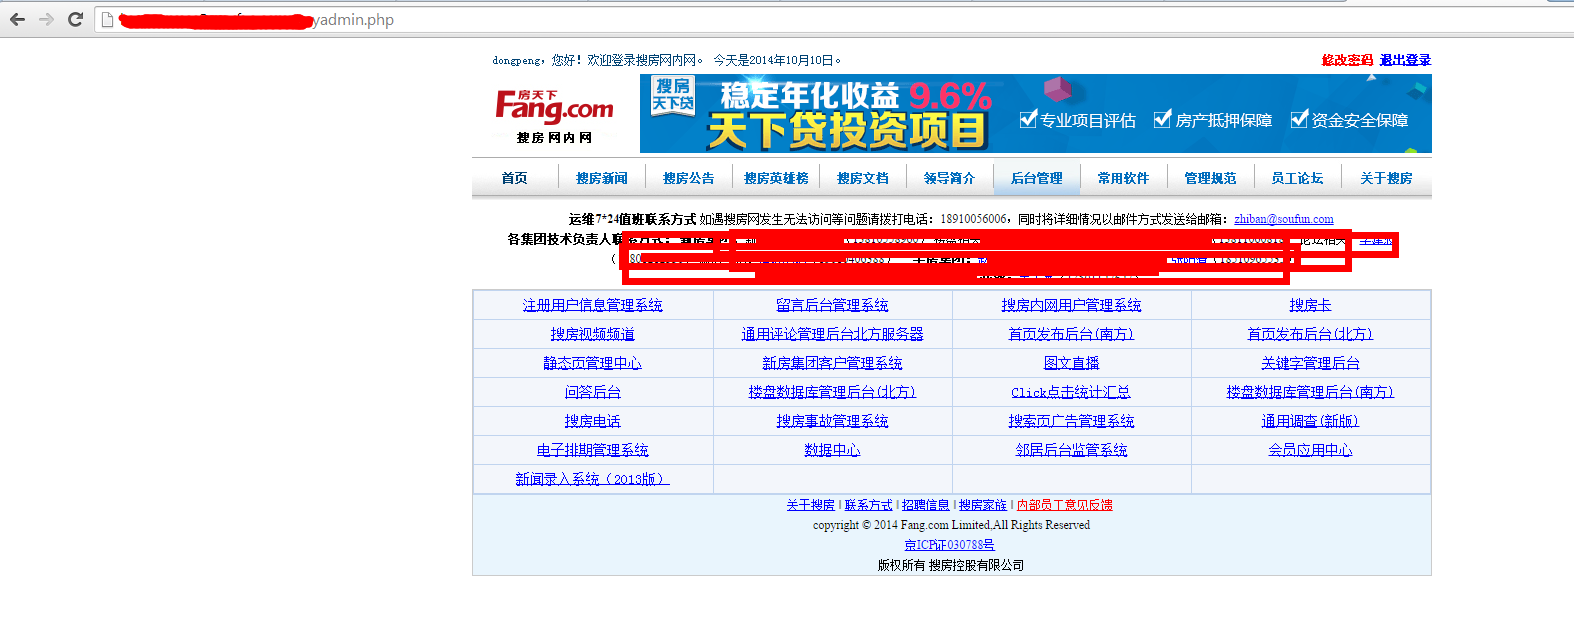 yadmin.php
dongpeng，您好！欢迎登录搜房网内网。 今天是2014年10月10日。
修改密码 退出登录
房天下
Fang.com
搜房网内网
搜房
天下贷
稳定年化收益 9.6%
天下贷投资项目
专业项目评估 房产抵押保障 资金安全保障
首页 搜房新闻 搜房公告 搜房英雄榜 搜房文档 领导简介 后台管理 常用软件 管理规范 员工论坛 关于搜房
运维7*24值班联系方式 如遇搜房网发生无法访问等问题请拨打电话：18910056006，同时将详细情况以邮件方式发送给邮箱：zhiban@soufun.com
各集团技术负责人联系方式：
注册用户信息管理系统 留言后台管理系统 搜房内网用户管理系统 搜房卡
搜房视频频道 通用评论管理后台北方服务器 首页发布后台(南方) 首页发布后台(北方)
静态页管理中心 新房集团客户管理系统 图文直播 关键字管理后台
问答后台 楼盘数据库管理后台(北方) Click点击统计汇总 楼盘数据库管理后台(南方)
搜房电话 搜房事故管理系统 搜索页广告管理系统 通用调查(新版)
电子排期管理系统 数据中心 邻居后台监管系统 会员应用中心
新闻录入系统（2013版）
关于搜房 | 联系方式 | 招聘信息 | 搜房家族 | 内部员工意见反馈
copyright © 2014 Fang.com Limited,All Rights Reserved
京ICP证030788号
版权所有 搜房控股有限公司